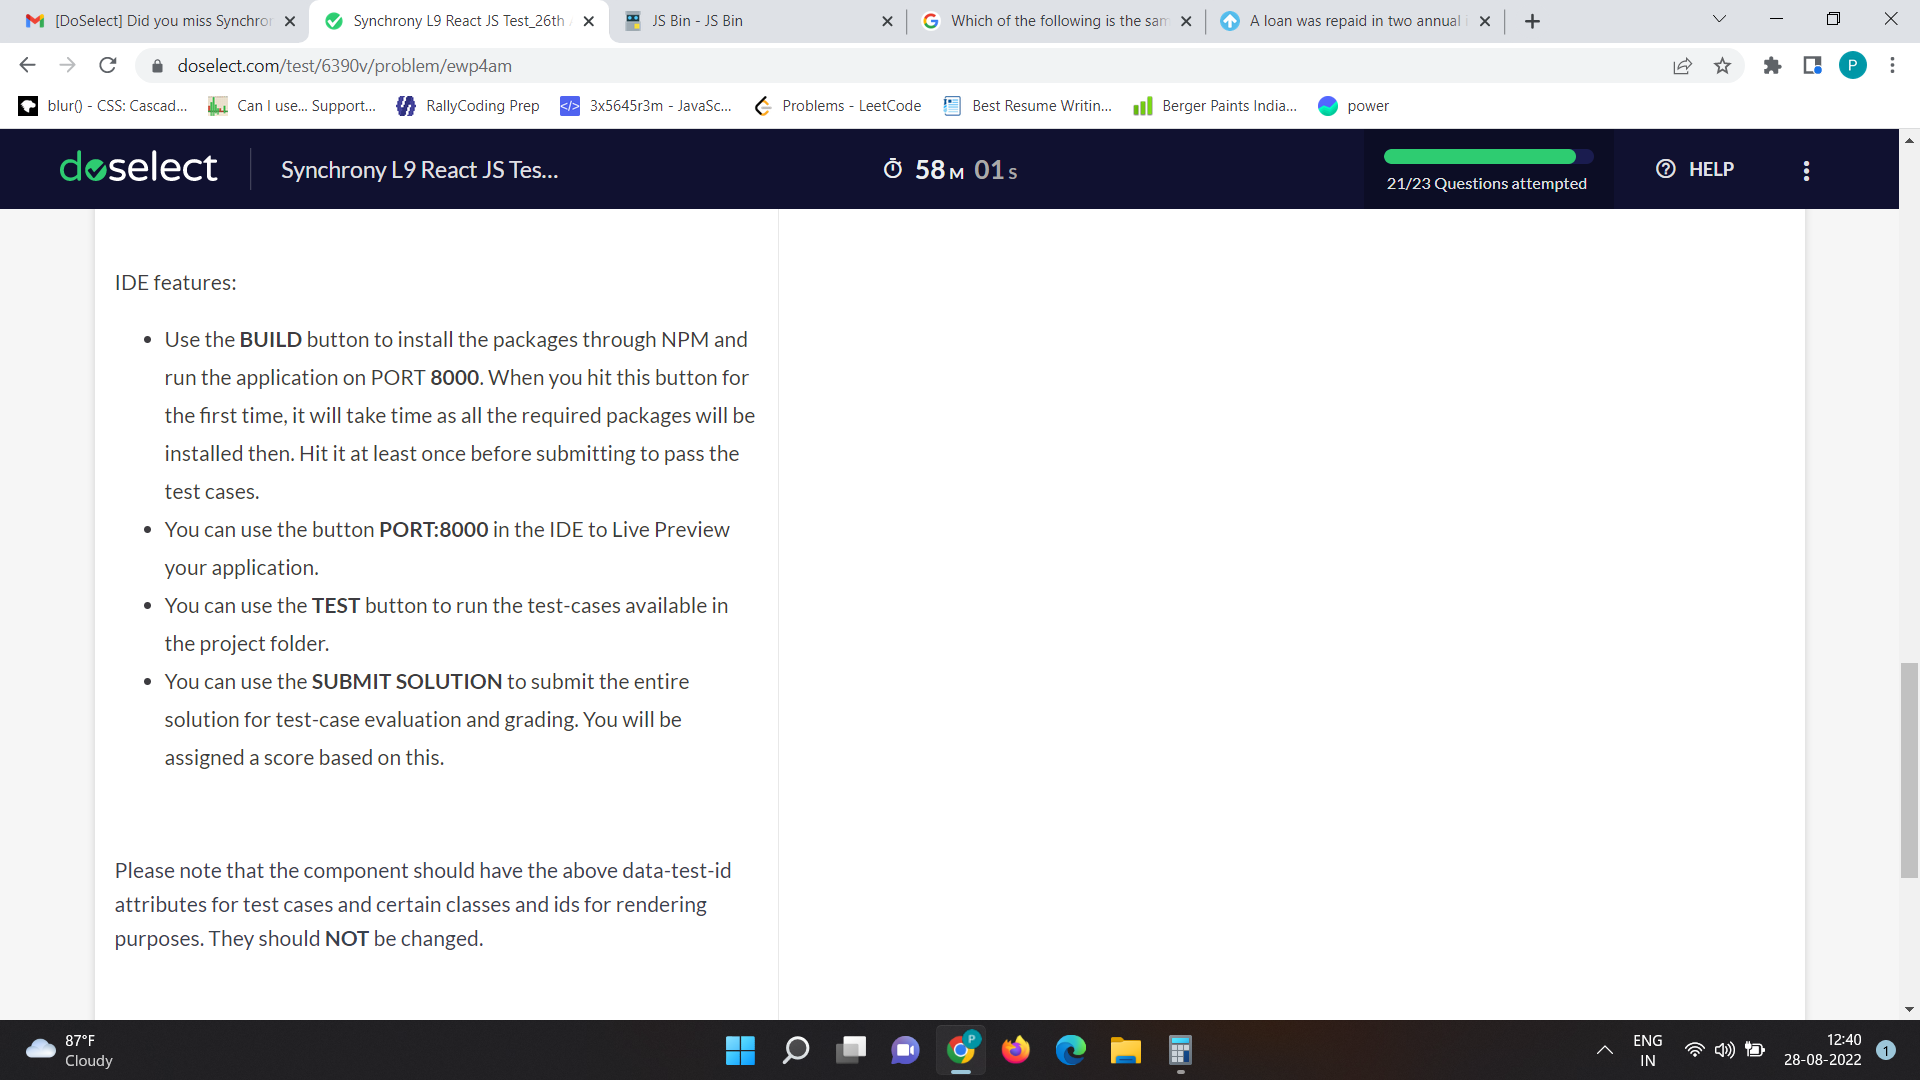 [DoSelect] Did you miss Synchron
Synchrony L9 React JS Test_26th
JS Bin - JS Bin
Which of the following is the sam
A loan was repaid in two annual i
doselect.com/test/6390v/problem/ewp4am
P
blur() - CSS: Cascad...
Can I use... Support...
RallyCoding Prep
3x5645r3m - JavaSc...
Problems - LeetCode
Best Resume Writin...
Berger Paints India...
power
doselect
Synchrony L9 React JS Tes...
58 M 01 S
21/23 Questions attempted
HELP
IDE features:
• Use the BUILD button to install the packages through NPM and
run the application on PORT 8000. When you hit this button for
the first time, it will take time as all the required packages will be
installed then. Hit it at least once before submitting to pass the
test cases.
• You can use the button PORT:8000 in the IDE to Live Preview
your application.
• You can use the TEST button to run the test-cases available in
the project folder.
• You can use the SUBMIT SOLUTION to submit the entire
solution for test-case evaluation and grading. You will be
assigned a score based on this.
Please note that the component should have the above data-test-id
attributes for test cases and certain classes and ids for rendering
purposes. They should NOT be changed.
87°F
Cloudy
P
ENG
IN
12:40
28-08-2022
1